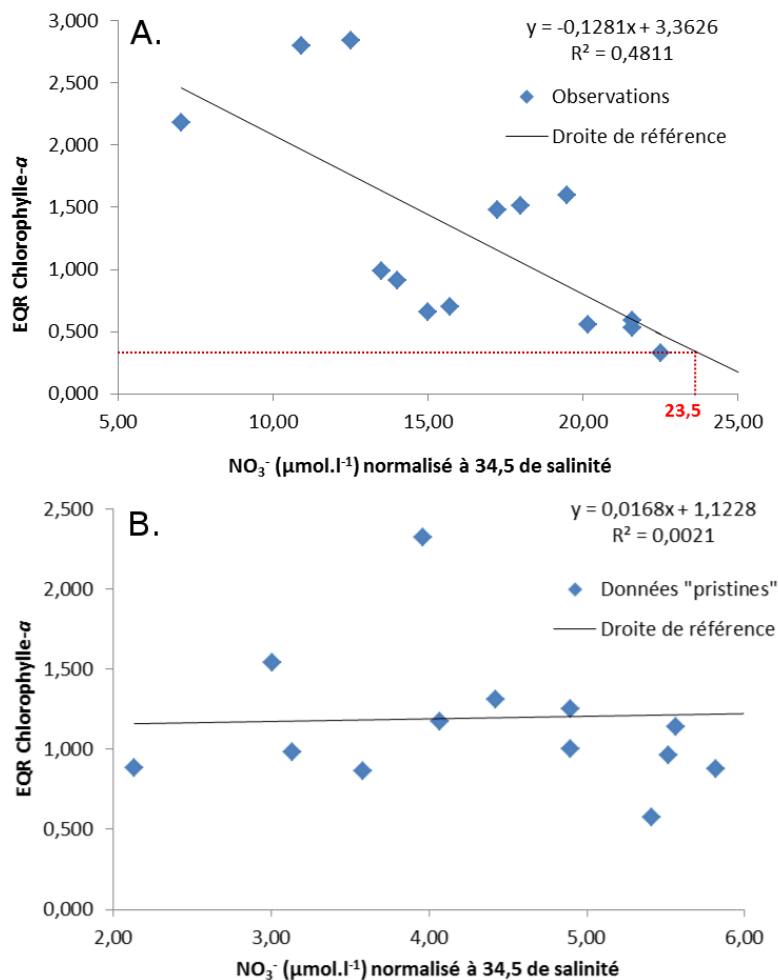 A.
y = -0,1281x + 3,3626
R² = 0,4811
Observations
Droite de référence
EQR Chlorophylle-a
3,000
2,500
2,000
1,500
1,000
0,500
0,000
5,00 10,00 15,00 20,00 25,00
23,5
NO₃⁻ (µmol.l⁻¹) normalisé à 34,5 de salinité
B.
y = 0,0168x + 1,1228
R² = 0,0021
Données "pristines"
Droite de référence
EQR Chlorophylle-a
2,500
2,000
1,500
1,000
0,500
0,000
2,00 3,00 4,00 5,00 6,00
NO₃⁻ (µmol.l⁻¹) normalisé à 34,5 de salinité